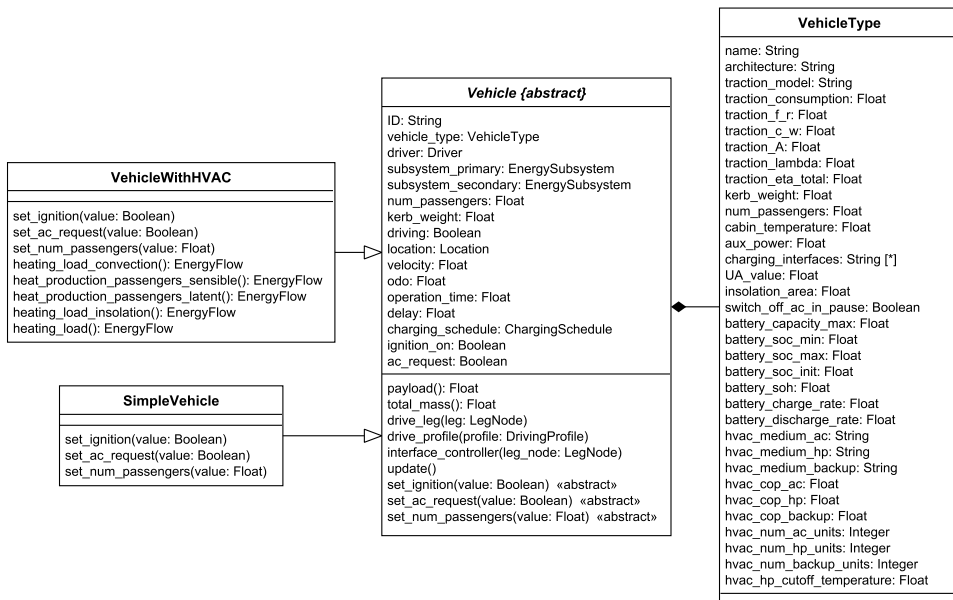 VehicleType
name: String
architecture: String
traction_model: String
traction_consumption: Float
traction_f_r: Float
traction_c_w: Float
traction_A: Float
traction_lambda: Float
traction_eta_total: Float
kerb_weight: Float
num_passengers: Float
cabin_temperature: Float
aux_power: Float
charging_interfaces: String [*]
UA_value: Float
insolation_area: Float
switch_off_ac_in_pause: Boolean
battery_capacity_max: Float
battery_soc_min: Float
battery_soc_max: Float
battery_soc_init: Float
battery_soh: Float
battery_charge_rate: Float
battery_discharge_rate: Float
hvac_medium_ac: String
hvac_medium_hp: String
hvac_medium_backup: String
hvac_cop_ac: Float
hvac_cop_hp: Float
hvac_cop_backup: Float
hvac_num_ac_units: Integer
hvac_num_hp_units: Integer
hvac_num_backup_units: Integer
hvac_hp_cutoff_temperature: Float
Vehicle {abstract}
ID: String
vehicle_type: VehicleType
driver: Driver
subsystem_primary: EnergySubsystem
subsystem_secondary: EnergySubsystem
num_passengers: Float
kerb_weight: Float
driving: Boolean
location: Location
velocity: Float
odo: Float
operation_time: Float
delay: Float
charging_schedule: ChargingSchedule
ignition_on: Boolean
ac_request: Boolean
payload(): Float
total_mass(): Float
drive_leg(leg: LegNode)
drive_profile(profile: DrivingProfile)
interface_controller(leg_node: LegNode)
update()
set_ignition(value: Boolean) «abstract»
set_ac_request(value: Boolean) «abstract»
set_num_passengers(value: Float) «abstract»
VehicleWithHVAC
set_ignition(value: Boolean)
set_ac_request(value: Boolean)
set_num_passengers(value: Float)
heating_load_convection(): EnergyFlow
heat_production_passengers_sensible(): EnergyFlow
heat_production_passengers_latent(): EnergyFlow
heating_load_insolation(): EnergyFlow
heating_load(): EnergyFlow
SimpleVehicle
set_ignition(value: Boolean)
set_ac_request(value: Boolean)
set_num_passengers(value: Float)